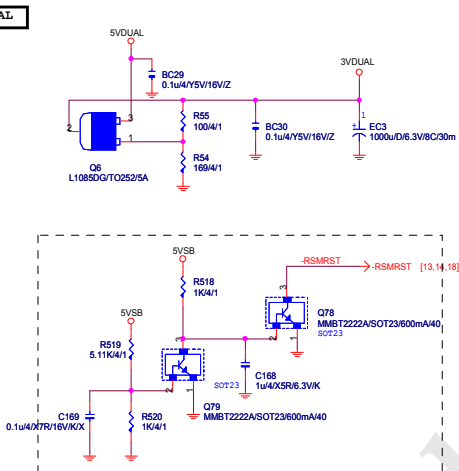 AL
5VDUAL
3VDUAL
BC29
0.1u/4/Y5V/16V/Z
1
3
2
1
R55
100/4/1
BC30
0.1u/4/Y5V/16V/Z
+
EC3
1000u/D/6.3V/8C/30m
R54
169/4/1
Q6
L1085DG/TO252/5A
5VSB
-RSMRST
-RSMRST [13,14,18]
R518
1K/4/1
3
5VSB
Q78
MMBT2222A/SOT23/600mA/40
SOT23
R519
5.11K/4/1
3
2
1
C168
1u/4/X5R/6.3V/K
SOT23
2
1
Q79
MMBT2222A/SOT23/600mA/40
C169
0.1u/4/X7R/16V/K/X
R520
1K/4/1